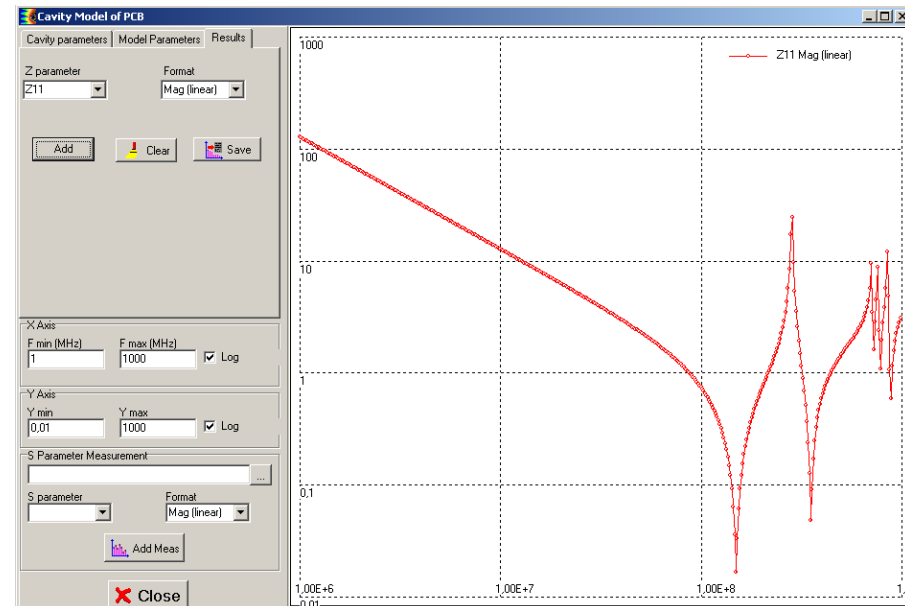 Cavity Model of PCB
Cavity parameters Model Parameters Results
Z parameter Format
Z11 Mag (linear)
Add Clear Save
X Axis
F min (MHz) F max (MHz)
1 1000 Log
Y Axis
Y min Y max
0,01 1000 Log
S Parameter Measurement
...
S parameter Format
Mag (linear)
Add Meas
Close
Z11 Mag (linear)
1000
100
10
1
0,1
0,01
1,00E+6 1,00E+7 1,00E+8 1,